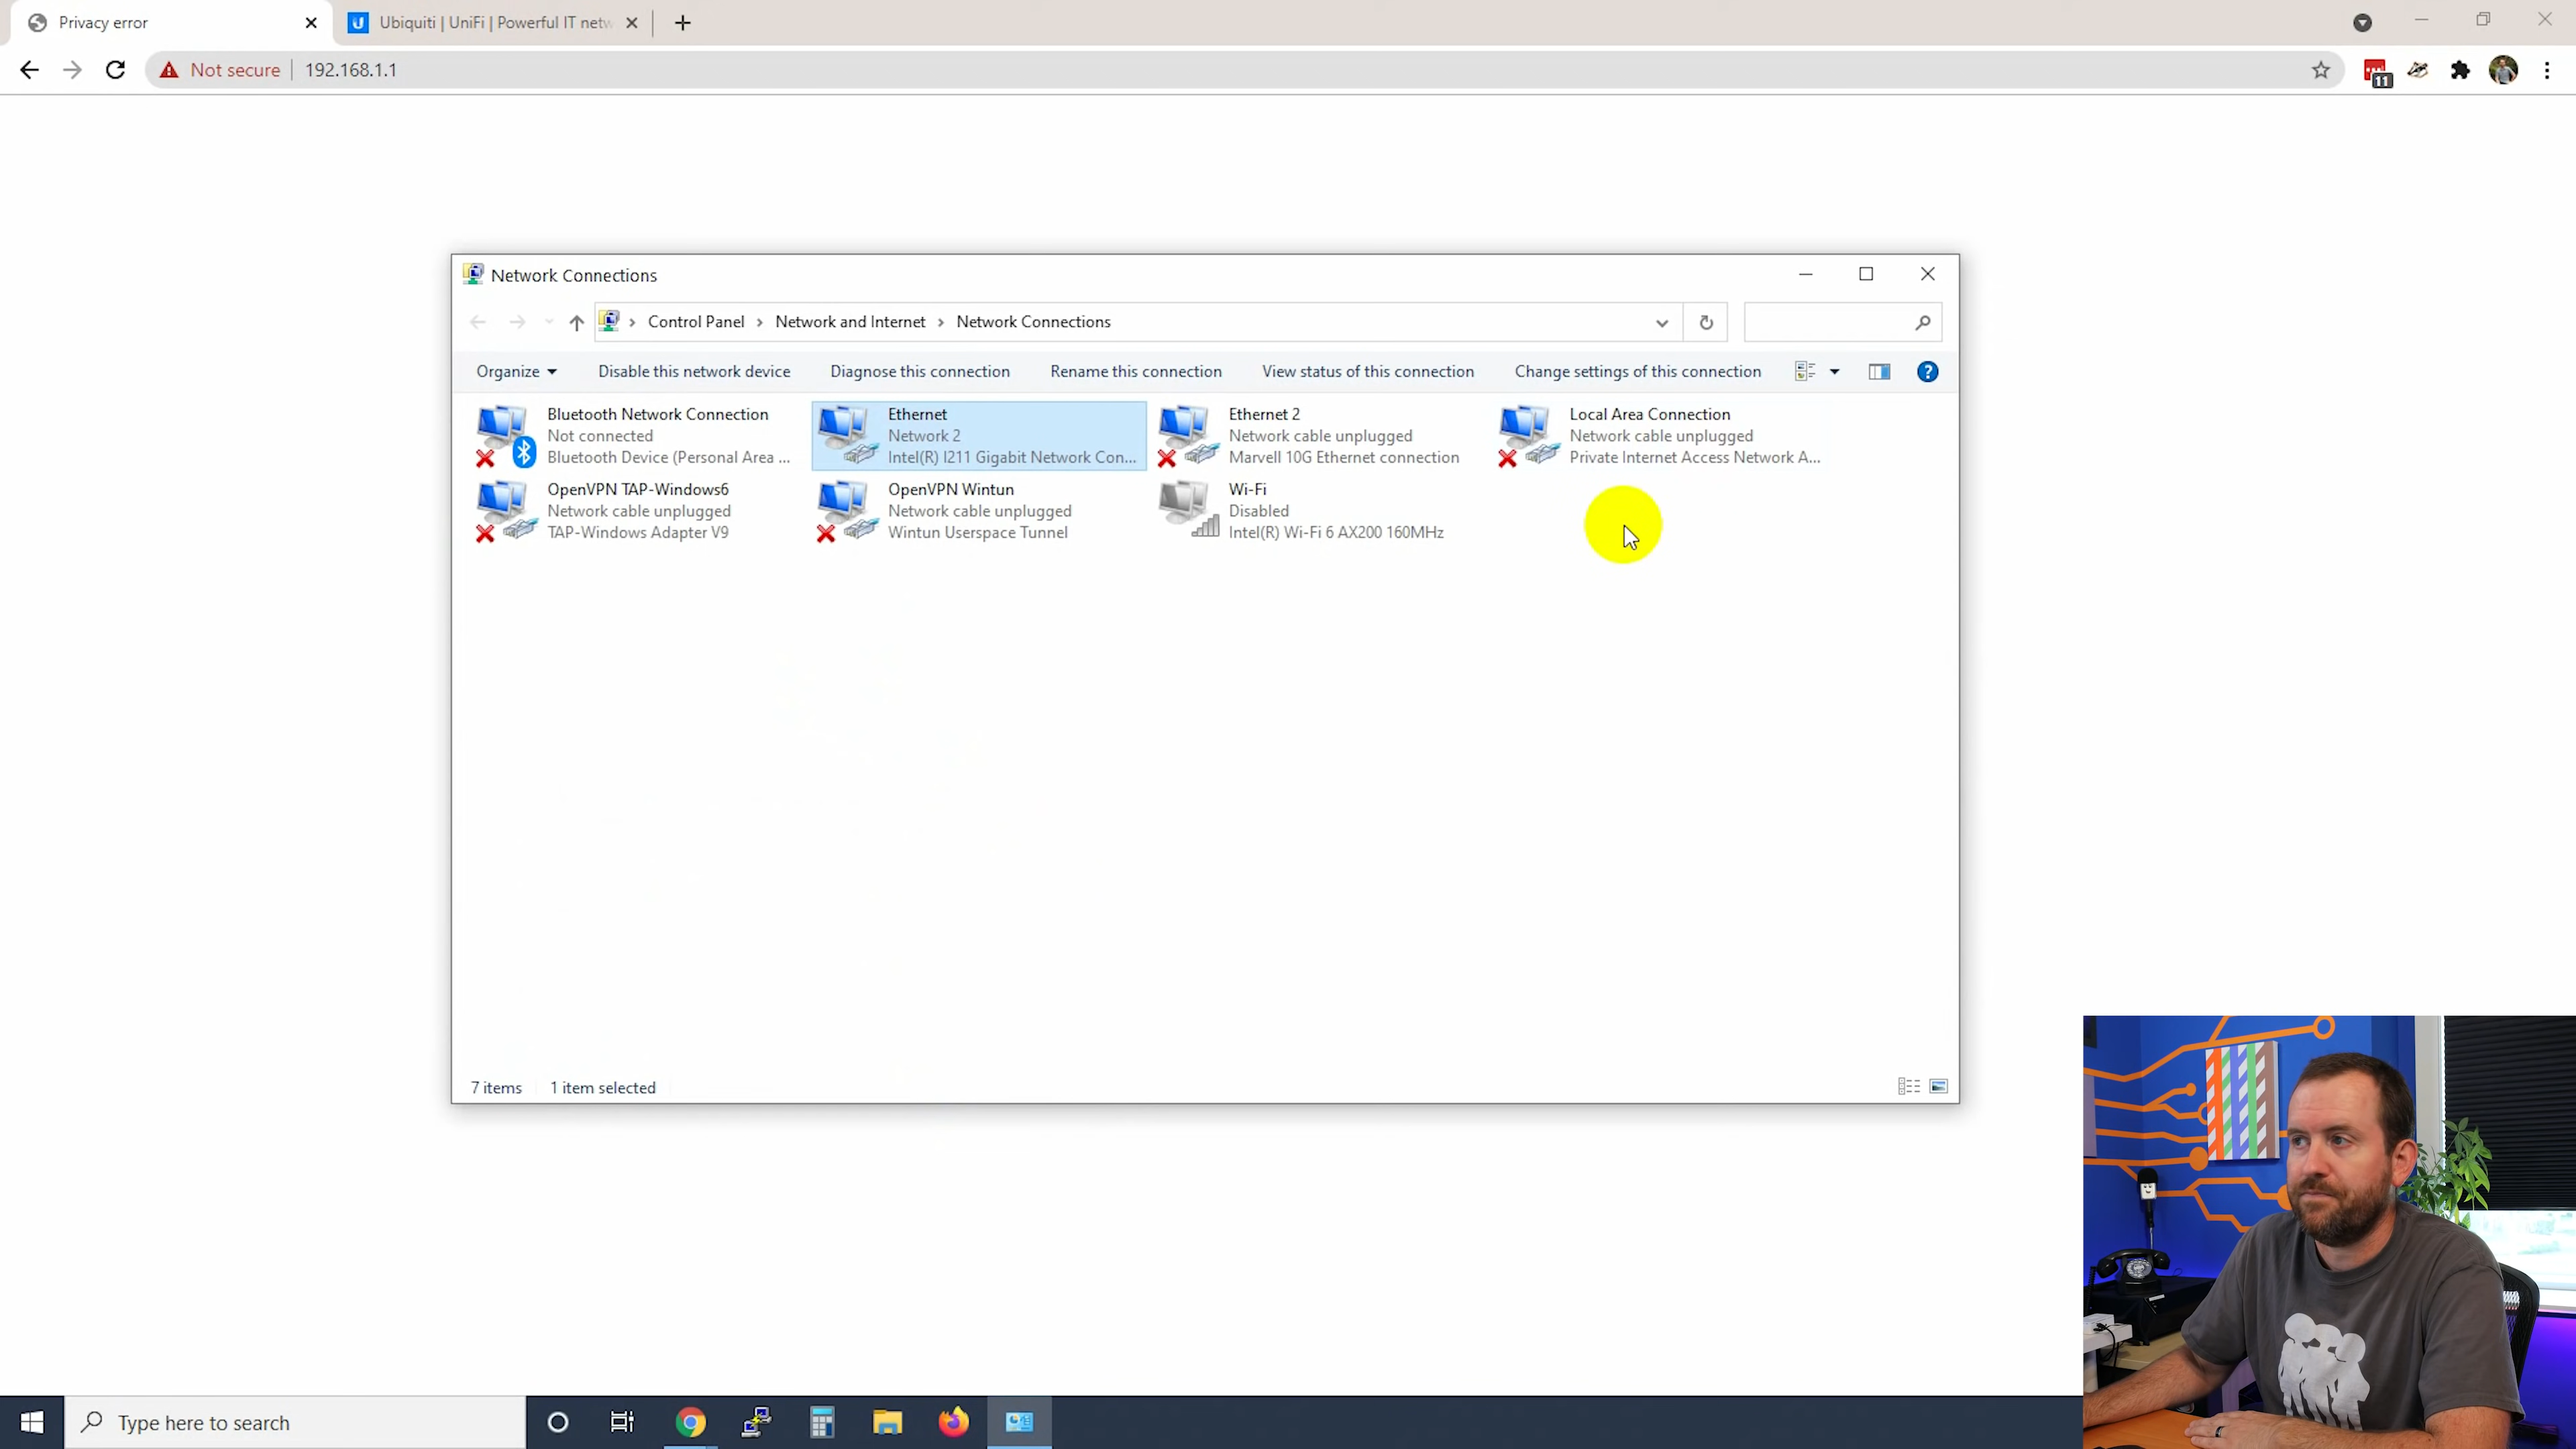 Privacy error
Ubiquiti | UniFi | Powerful IT netw
Not secure
192.168.1.1
11
Network Connections
Control Panel
Network and Internet
Network Connections
Organize
Disable this network device
Diagnose this connection
Rename this connection
View status of this connection
Change settings of this connection
Bluetooth Network Connection
Not connected
Bluetooth Device (Personal Area ...
Ethernet
Network 2
Intel(R) I211 Gigabit Network Con...
Ethernet 2
Network cable unplugged
Marvell 10G Ethernet connection
Local Area Connection
Network cable unplugged
Private Internet Access Network A...
OpenVPN TAP-Windows6
Network cable unplugged
TAP-Windows Adapter V9
OpenVPN Wintun
Network cable unplugged
Wintun Userspace Tunnel
Wi-Fi
Disabled
Intel(R) Wi-Fi 6 AX200 160MHz
7 items
1 item selected
Type here to search